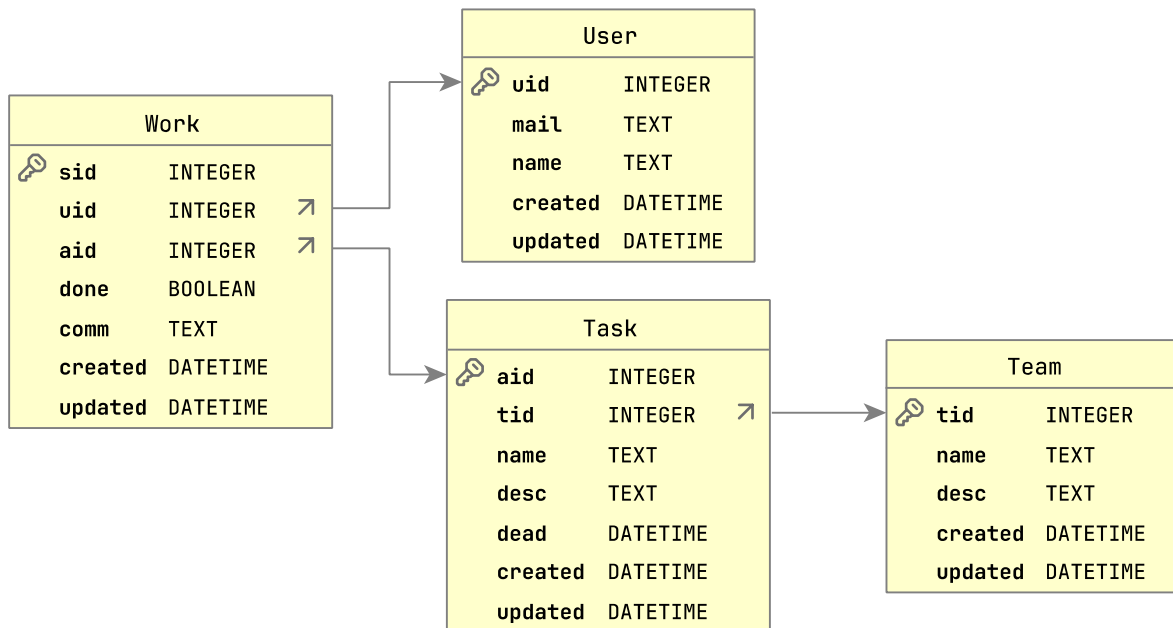 User
uid INTEGER
mail TEXT
name TEXT
created DATETIME
updated DATETIME
Work
sid INTEGER
uid INTEGER
aid INTEGER
done BOOLEAN
comm TEXT
created DATETIME
updated DATETIME
Task
aid INTEGER
tid INTEGER
name TEXT
desc TEXT
dead DATETIME
created DATETIME
updated DATETIME
Team
tid INTEGER
name TEXT
desc TEXT
created DATETIME
updated DATETIME